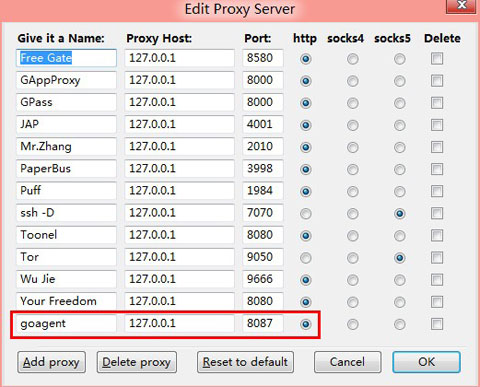 Edit Proxy Server
Give it a Name: Proxy Host: Port: http socks4 socks5 Delete
Free Gate 127.0.0.1 8580
GAppProxy 127.0.0.1 8000
GPass 127.0.0.1 8000
JAP 127.0.0.1 4001
Mr.Zhang 127.0.0.1 2010
PaperBus 127.0.0.1 3998
Puff 127.0.0.1 1984
ssh -D 127.0.0.1 7070
Toonel 127.0.0.1 8080
Tor 127.0.0.1 9050
Wu Jie 127.0.0.1 9666
Your Freedom 127.0.0.1 8080
goagent 127.0.0.1 8087
Add proxy Delete proxy Reset to default Cancel OK